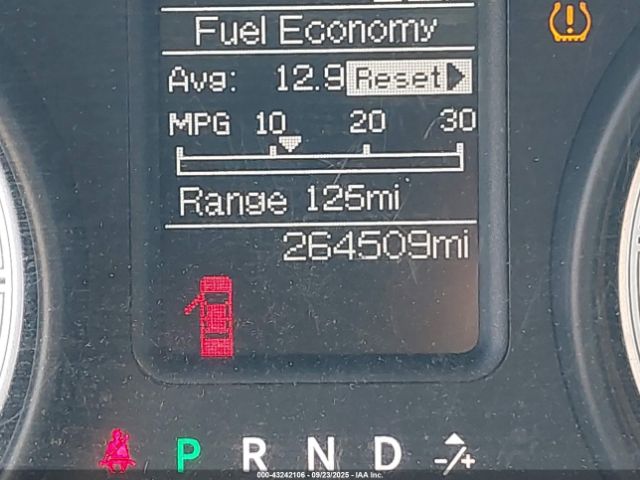 Fuel Economy
Avg: 12.9 Reset
MPG 10 20 30
Range 125mi
264509mi
P R N D -/+
000-43242106 - 09/23/2025 - © IAA Inc.